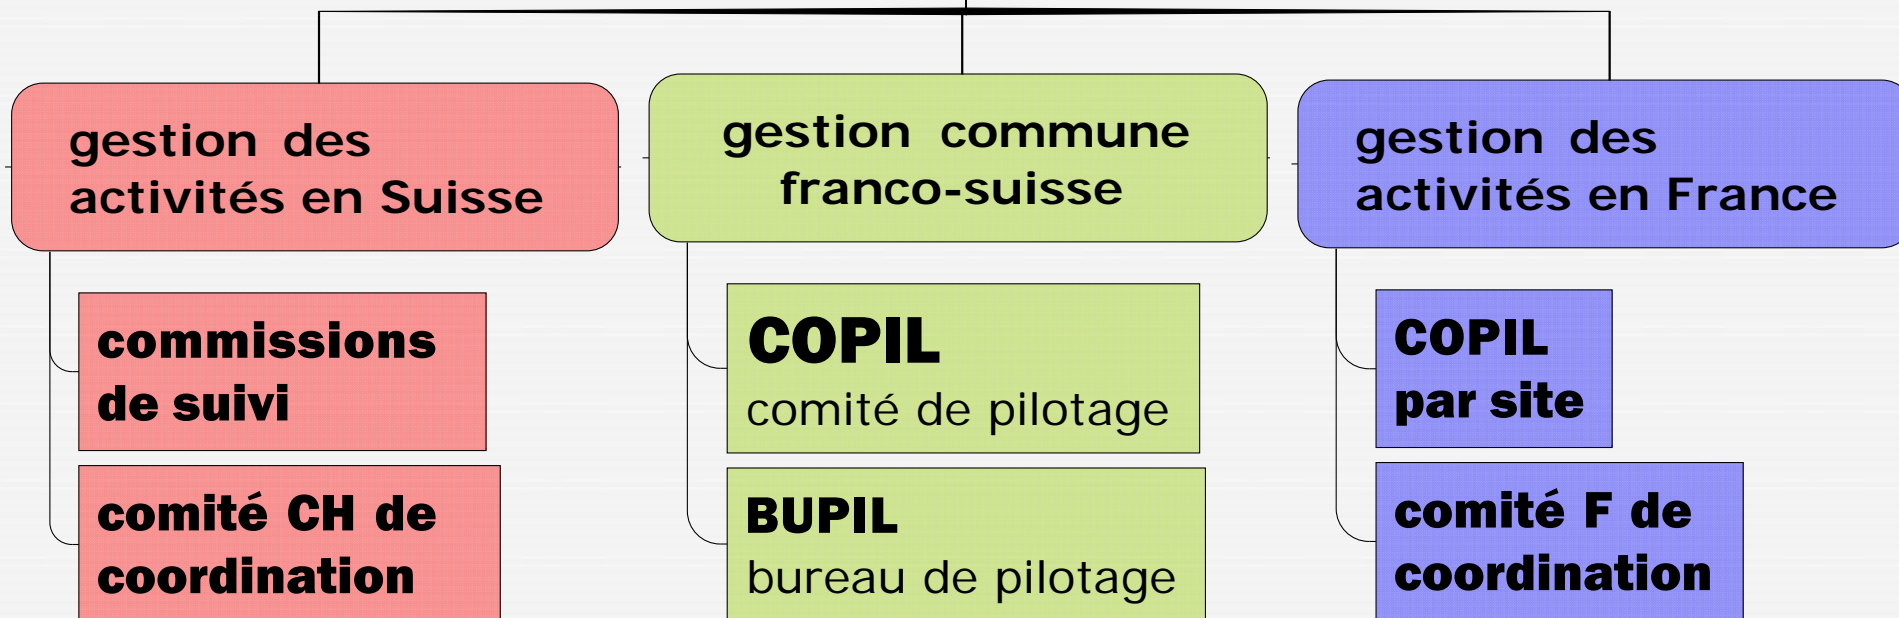 gestion des
activités en Suisse
commissions
de suivi
comité CH de
coordination
gestion commune
franco-suisse
COPIL
comité de pilotage
BUPIL
bureau de pilotage
gestion des
activités en France
COPIL
par site
comité F de
coordination